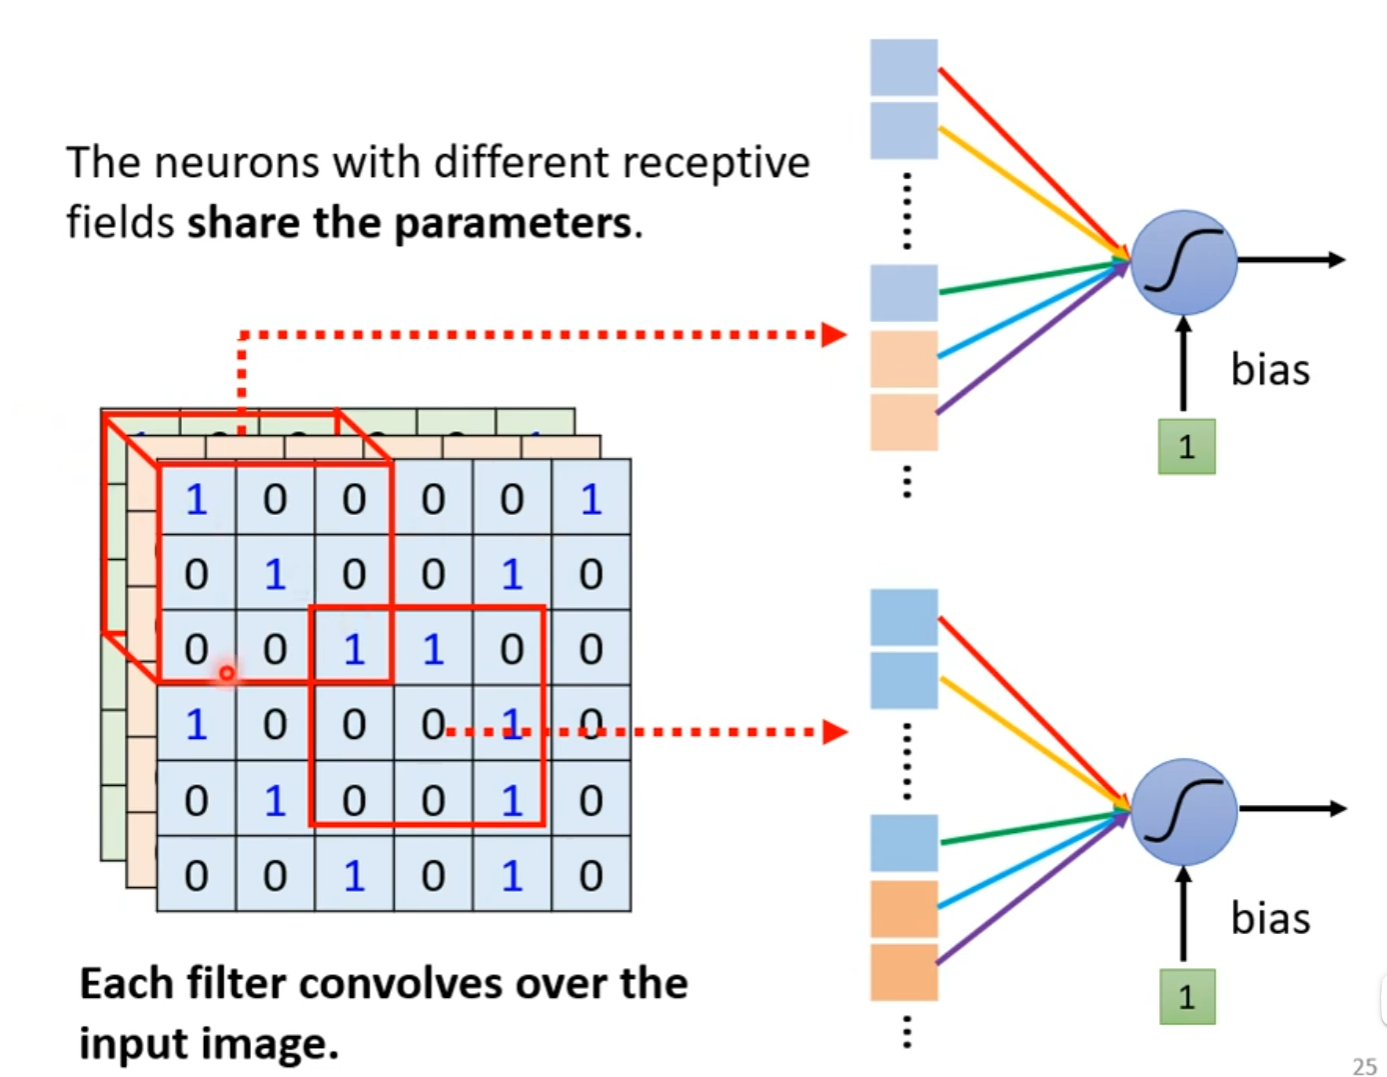 The neurons with different receptive
fields share the parameters.
bias
1
1 0 0 0 0 1
0 1 0 0 1 0
0 0 1 1 0 0
1 0 0 0 1 0
0 1 0 0 1 0
0 0 1 0 1 0
bias
1
Each filter convolves over the
input image.
25